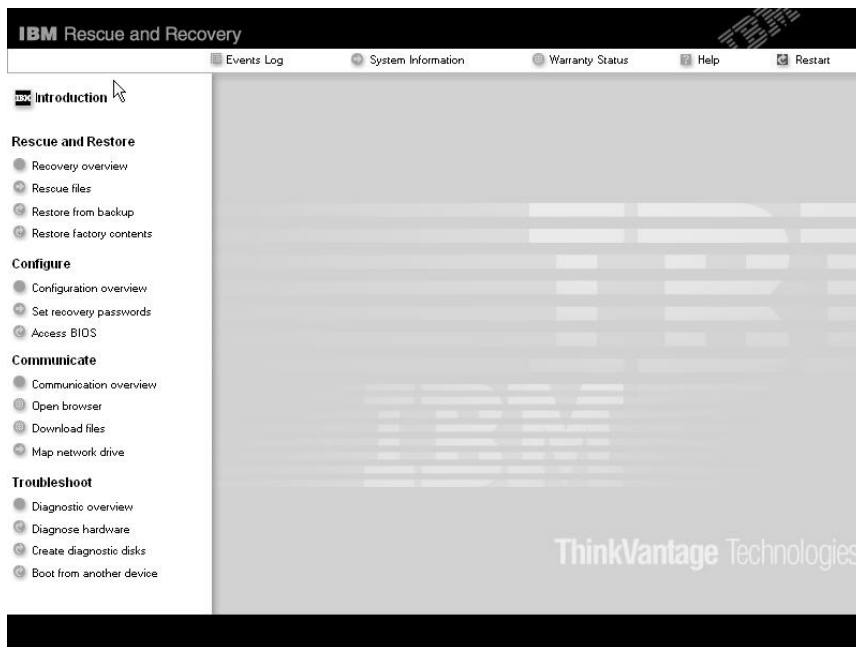 IBM Rescue and Recovery
IBM
Events Log System Information Warranty Status Help Restart
Introduction
Rescue and Restore
Recovery overview
Rescue files
Restore from backup
Restore factory contents
Configure
Configuration overview
Set recovery passwords
Access BIOS
Communicate
Communication overview
Open browser
Download files
Map network drive
Troubleshoot
Diagnostic overview
Diagnose hardware
Create diagnostic disks
Boot from another device
IBM
ThinkVantage Technologies